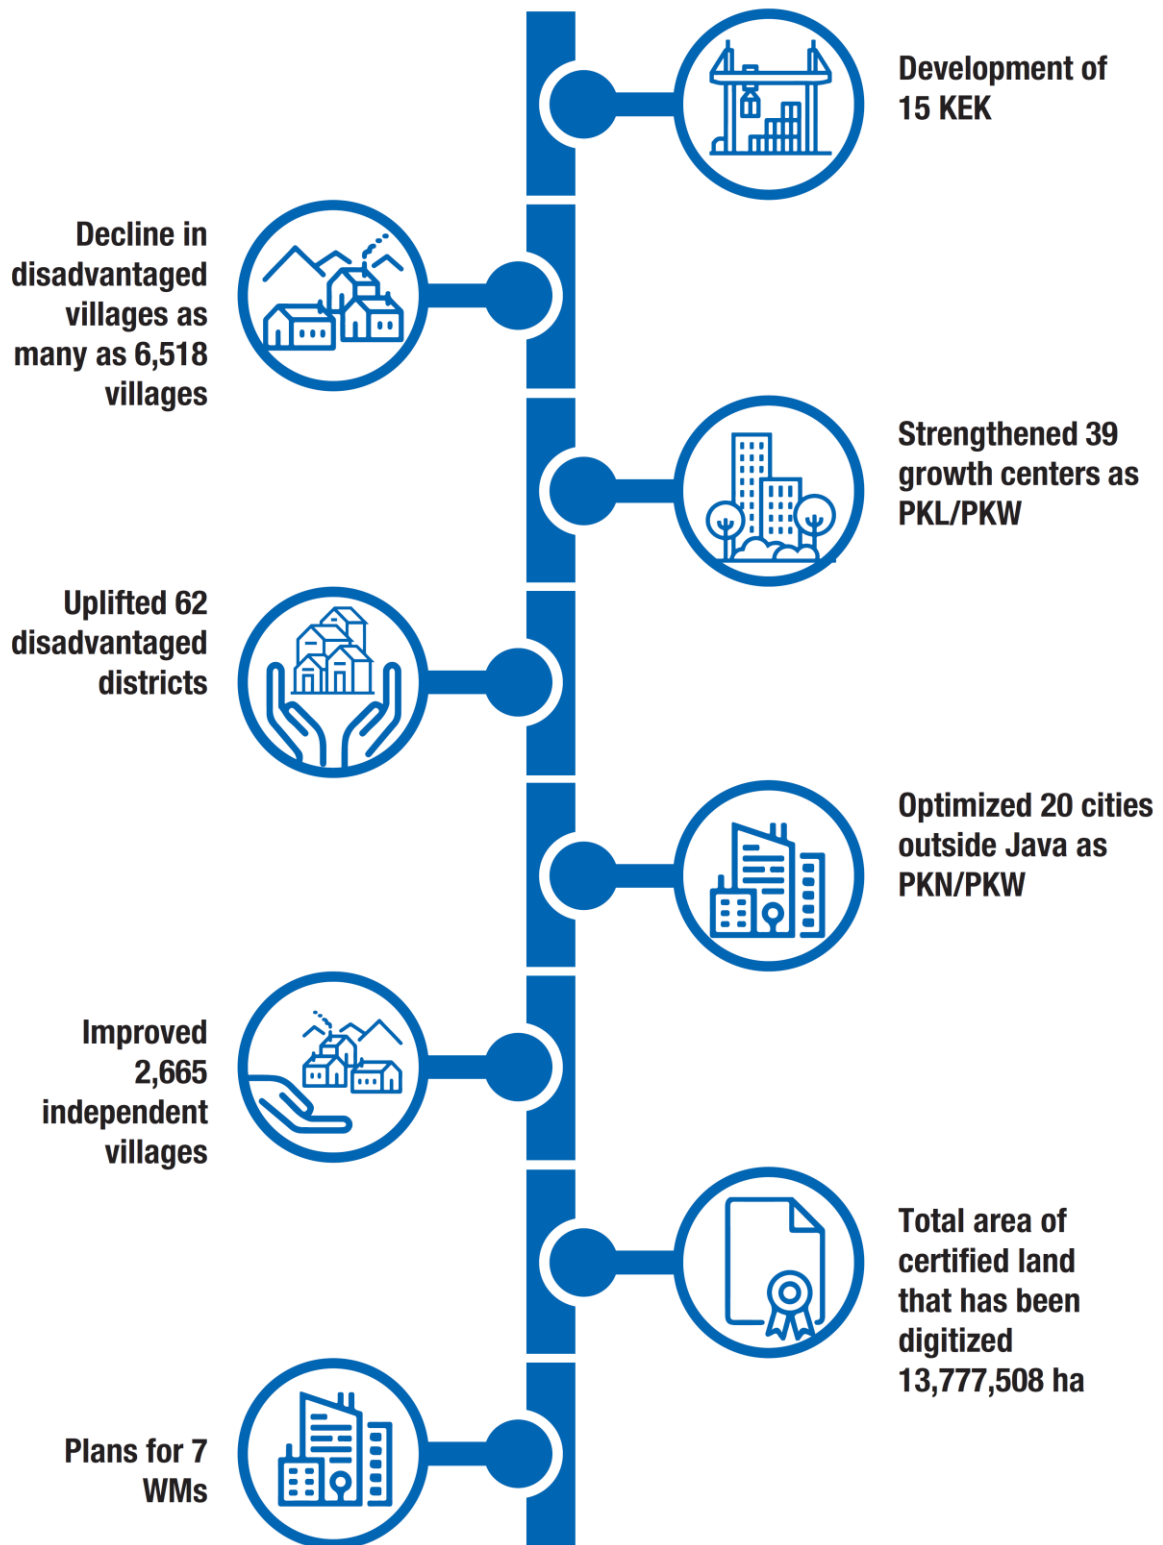 Development of
15 KEK
Decline in
disadvantaged
villages as
many as 6,518
villages
Strengthened 39
growth centers as
PKL/PKW
Uplifted 62
disadvantaged
districts
Optimized 20 cities
outside Java as
PKN/PKW
Improved
2,665
independent
villages
Total area of
certified land
that has been
digitized
13,777,508 ha
Plans for 7
WMs